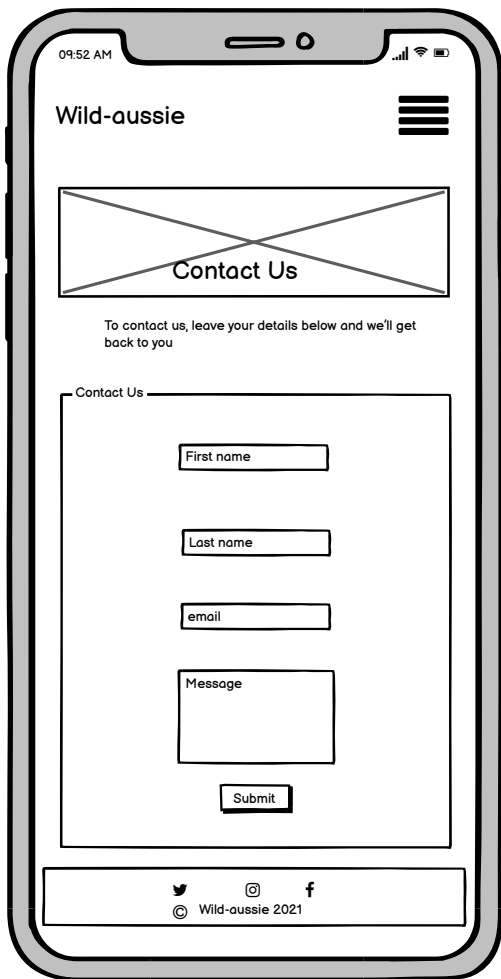 09:52 AM
Wild-aussie
Contact Us
To contact us, leave your details below and we'll get
back to you
Contact Us
First name
Last name
email
Message
Submit
© Wild-aussie 2021